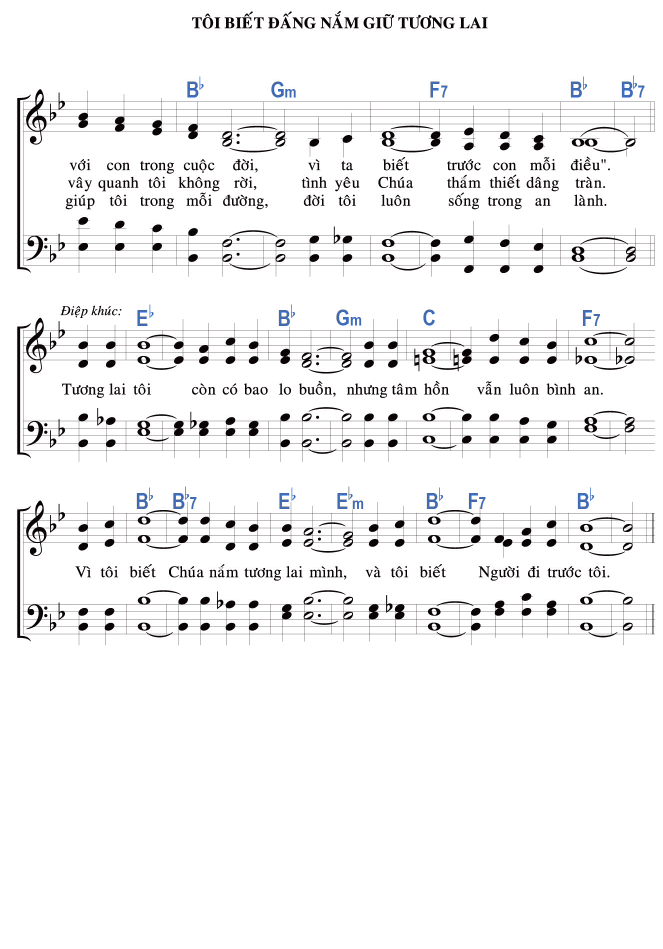 TÔI BIẾT ĐẤNG NẮM GIỮ TƯƠNG LAI
B♭ Gm F7 B♭ B♭7
với con trong cuộc đời, vì ta biết trước con mỗi điều".
vây quanh tôi không rời, tình yêu Chúa thấm thiết dâng tràn.
giúp tôi trong mỗi đường, đời tôi luôn sống trong an lành.
Điệp khúc:
E♭ B♭ Gm C F7
Tương lai tôi còn có bao lo buồn, nhưng tâm hồn vẫn luôn bình an.
B♭ B♭7 E♭ E♭m B♭ F7 B♭
Vì tôi biết Chúa nắm tương lai mình, và tôi biết Người đi trước tôi.